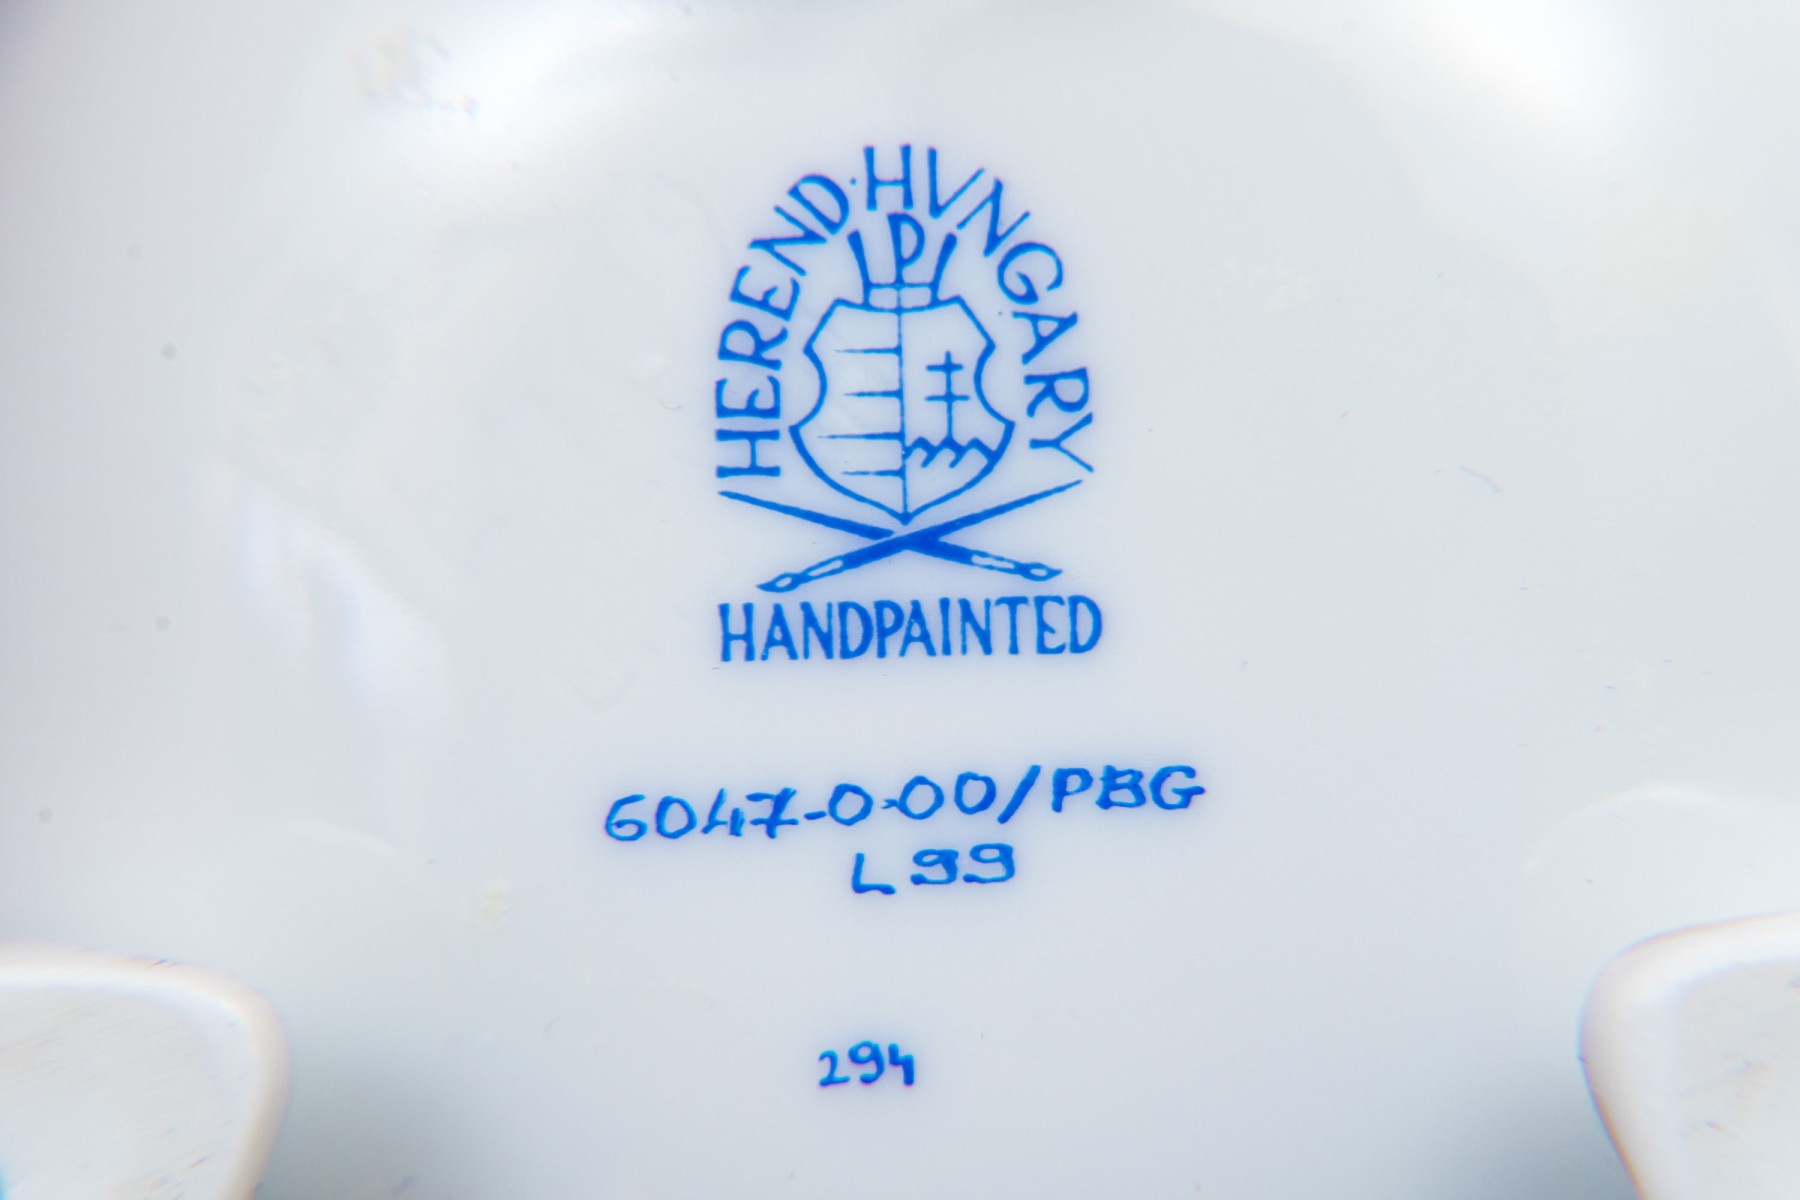 HEREND·HVNGARY
P
HANDPAINTED
6047-0-00/PBG
L99
294